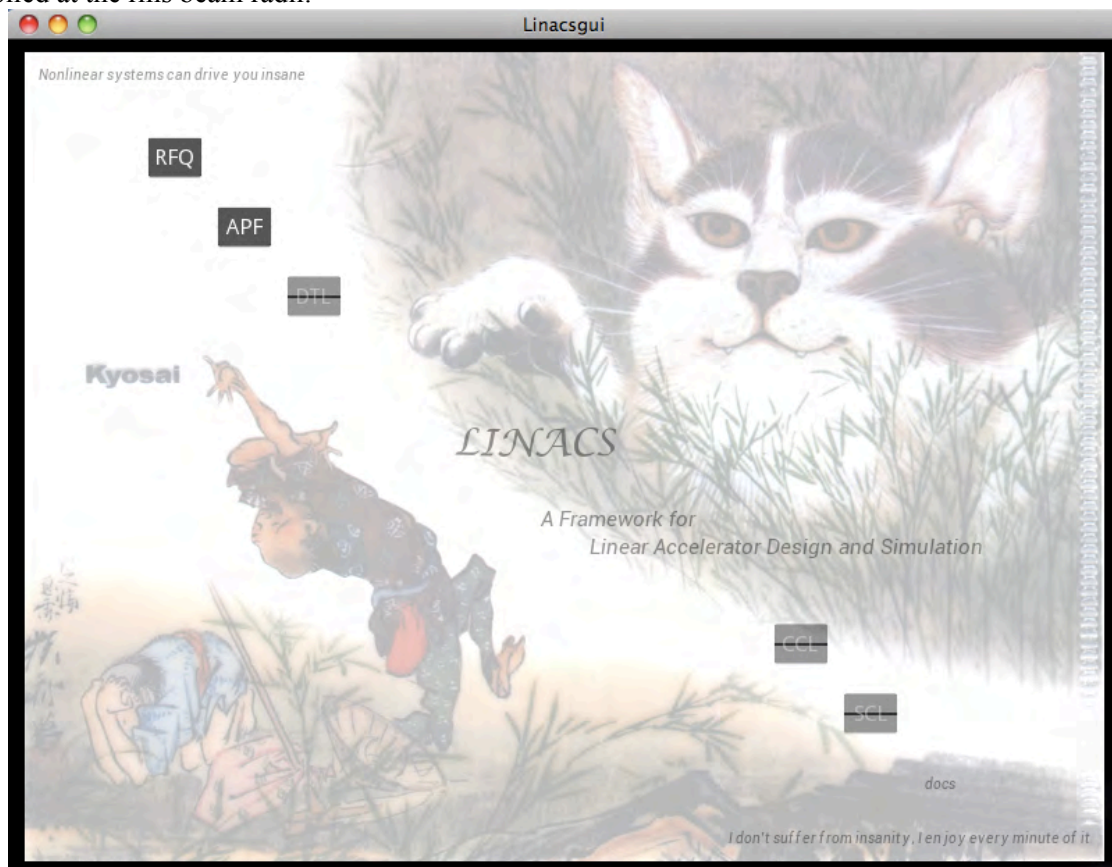 Linacsgui
Nonlinear systems can drive you insane
RFQ
APF
DTL
Kyosai
LINACS
A Framework for
Linear Accelerator Design and Simulation
CCL
SCL
docs
I don't suffer from insanity, I enjoy every minute of it